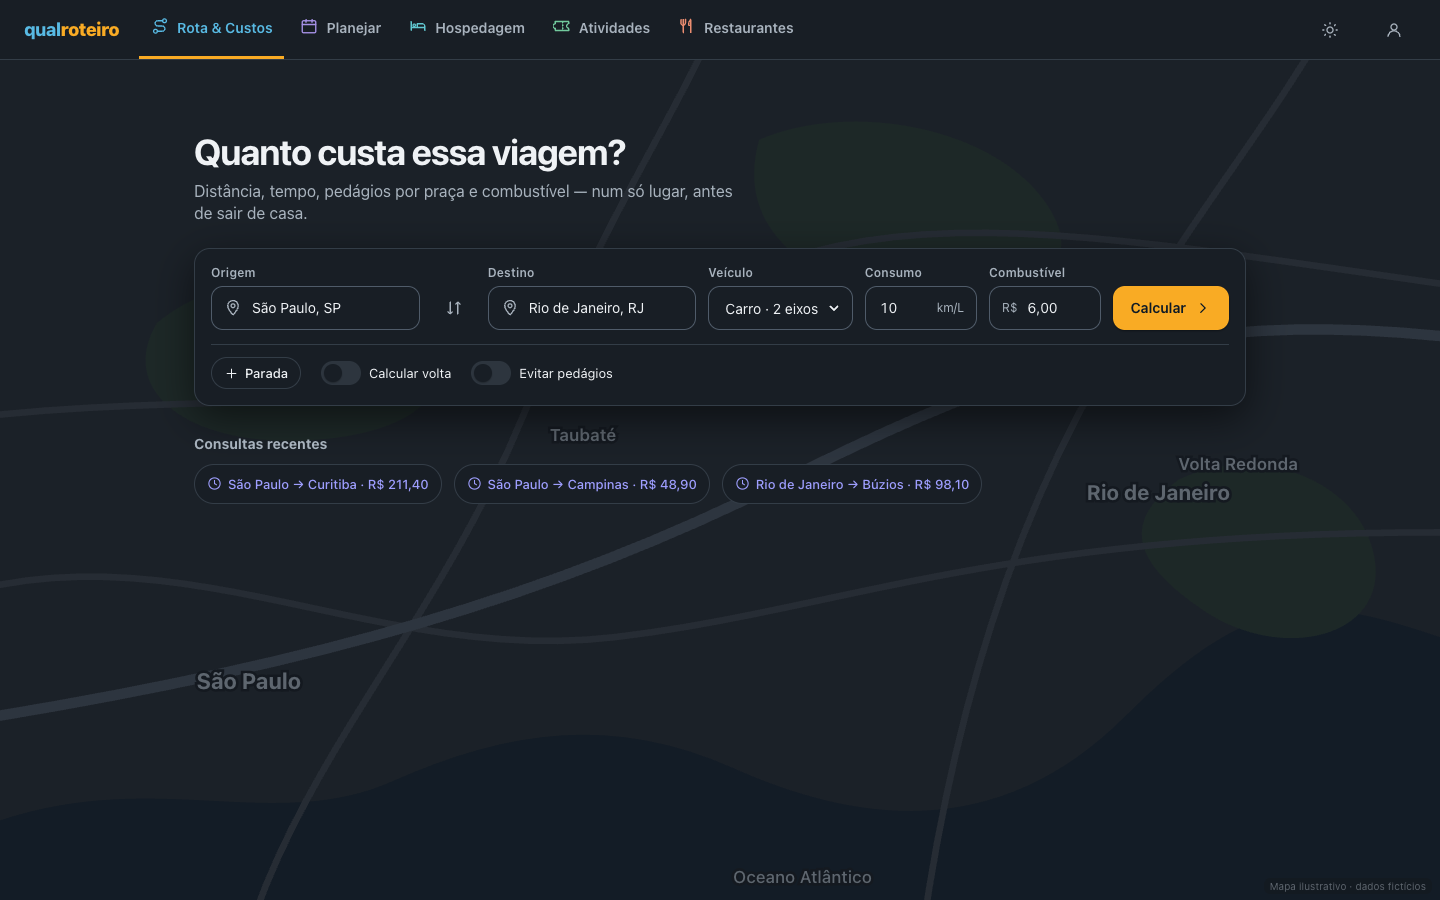 qualroteiro
Rota & Custos
Planejar
Hospedagem
Atividades
Restaurantes
Quanto custa essa viagem?
Distância, tempo, pedágios por praça e combustível — num só lugar, antes
de sair de casa.
Origem
Destino
Veículo
Consumo
Combustível
São Paulo, SP
Rio de Janeiro, RJ
Carro · 2 eixos
10 km/L
R$ 6,00
Calcular
+ Parada
Calcular volta
Evitar pedágios
Taubaté
Consultas recentes
Volta Redonda
São Paulo → Curitiba · R$ 211,40
São Paulo → Campinas · R$ 48,90
Rio de Janeiro → Búzios · R$ 98,10
Rio de Janeiro
São Paulo
Oceano Atlântico
Mapa ilustrativo · dados fictícios